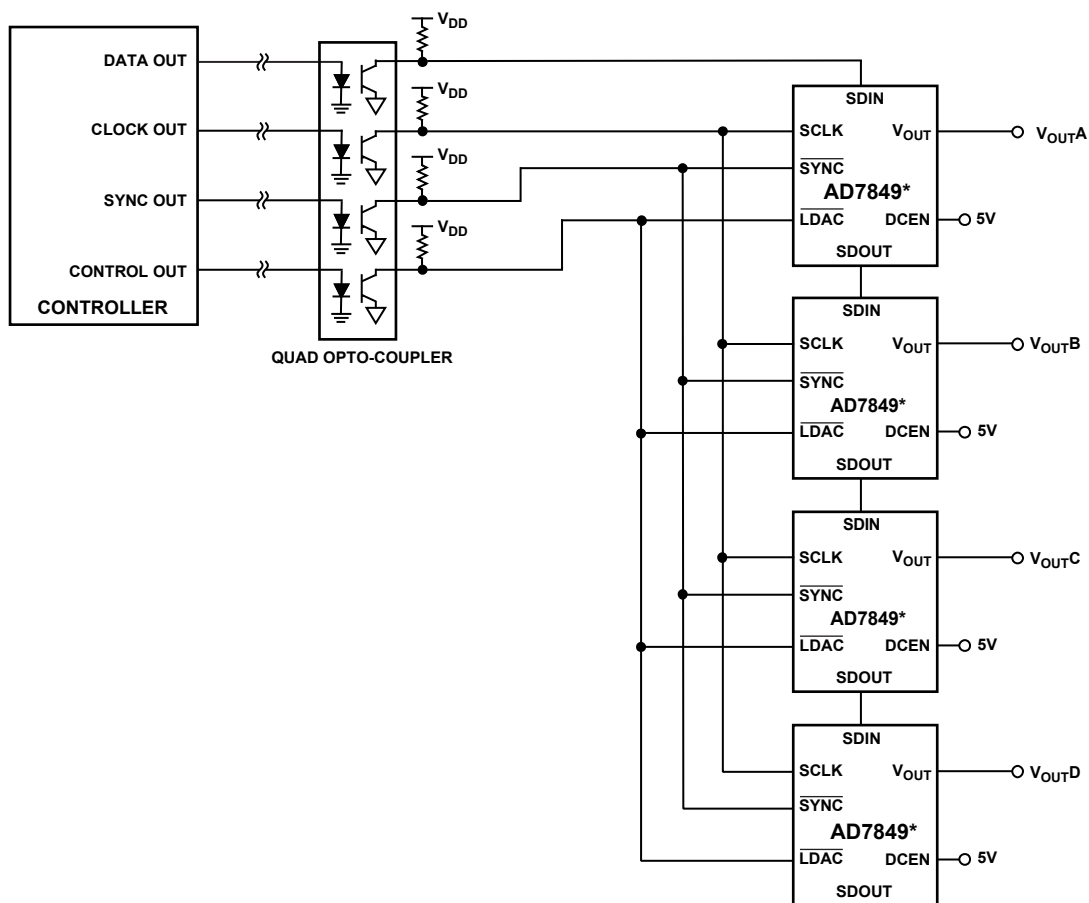 DATA OUT
CLOCK OUT
SYNC OUT
CONTROL OUT
CONTROLLER
VDD
VDD
VDD
VDD
QUAD OPTO-COUPLER
SDIN
SCLK
VOUT
VOUTA
SYNC
AD7849*
LDAC
DCEN
5V
SDOUT
SDIN
SCLK
VOUT
VOUTB
SYNC
AD7849*
LDAC
DCEN
5V
SDOUT
SDIN
SCLK
VOUT
VOUTC
SYNC
AD7849*
LDAC
DCEN
5V
SDOUT
SDIN
SCLK
VOUT
VOUTD
SYNC
AD7849*
LDAC
DCEN
5V
SDOUT